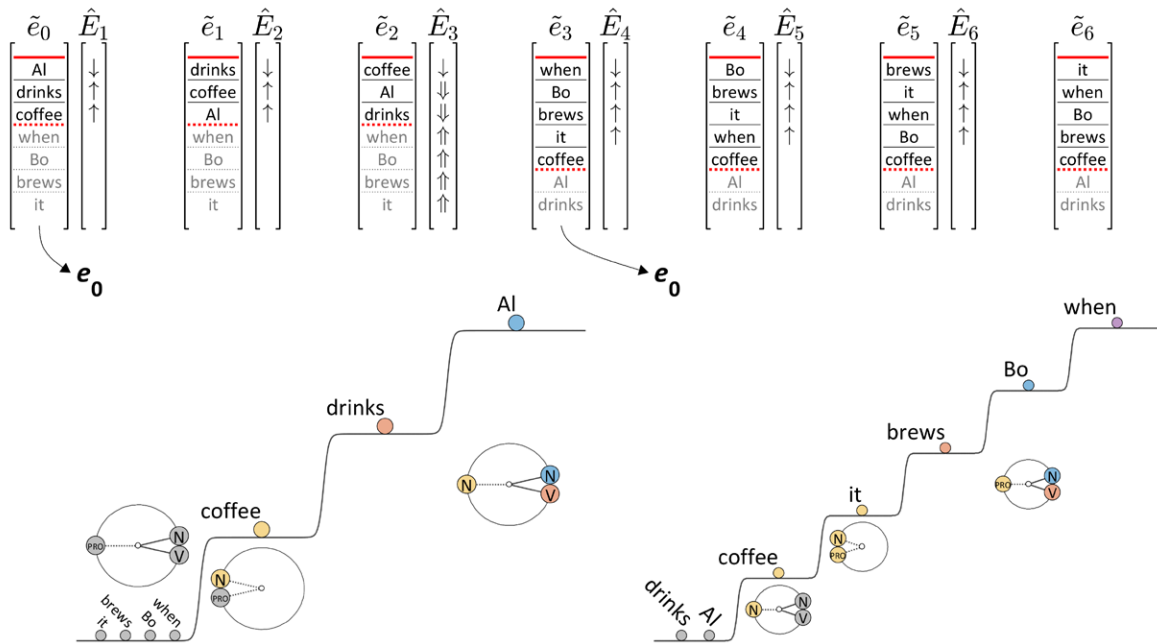 ẽ₀ Ê₁ ẽ₁ Ê₂ ẽ₂ Ê₃ ẽ₃ Ê₄ ẽ₄ Ê₅ ẽ₅ Ê₆ ẽ₆
Al ↓ drinks ↓ coffee ↓ when ↓ Bo ↓ brews ↓ it
drinks ↑ coffee ↑ Al ⇓ Bo ↑ brews ↑ it ↑ when
coffee ↑ Al ↑ drinks ⇓ brews ↑ it ↑ when ↑ Bo
when when when ⇑ it ↑ when ↑ Bo ↑ brews
Bo Bo Bo ⇑ coffee coffee coffee coffee
brews brews brews ⇑ Al Al Al Al
it it it ⇑ drinks drinks drinks drinks
e₀ e₀
Al
drinks
coffee
N N V
PRO N V
N PRO
it brews Bo when
when
Bo
brews
it
coffee
PRO N V
N PRO
N N V
drinks Al